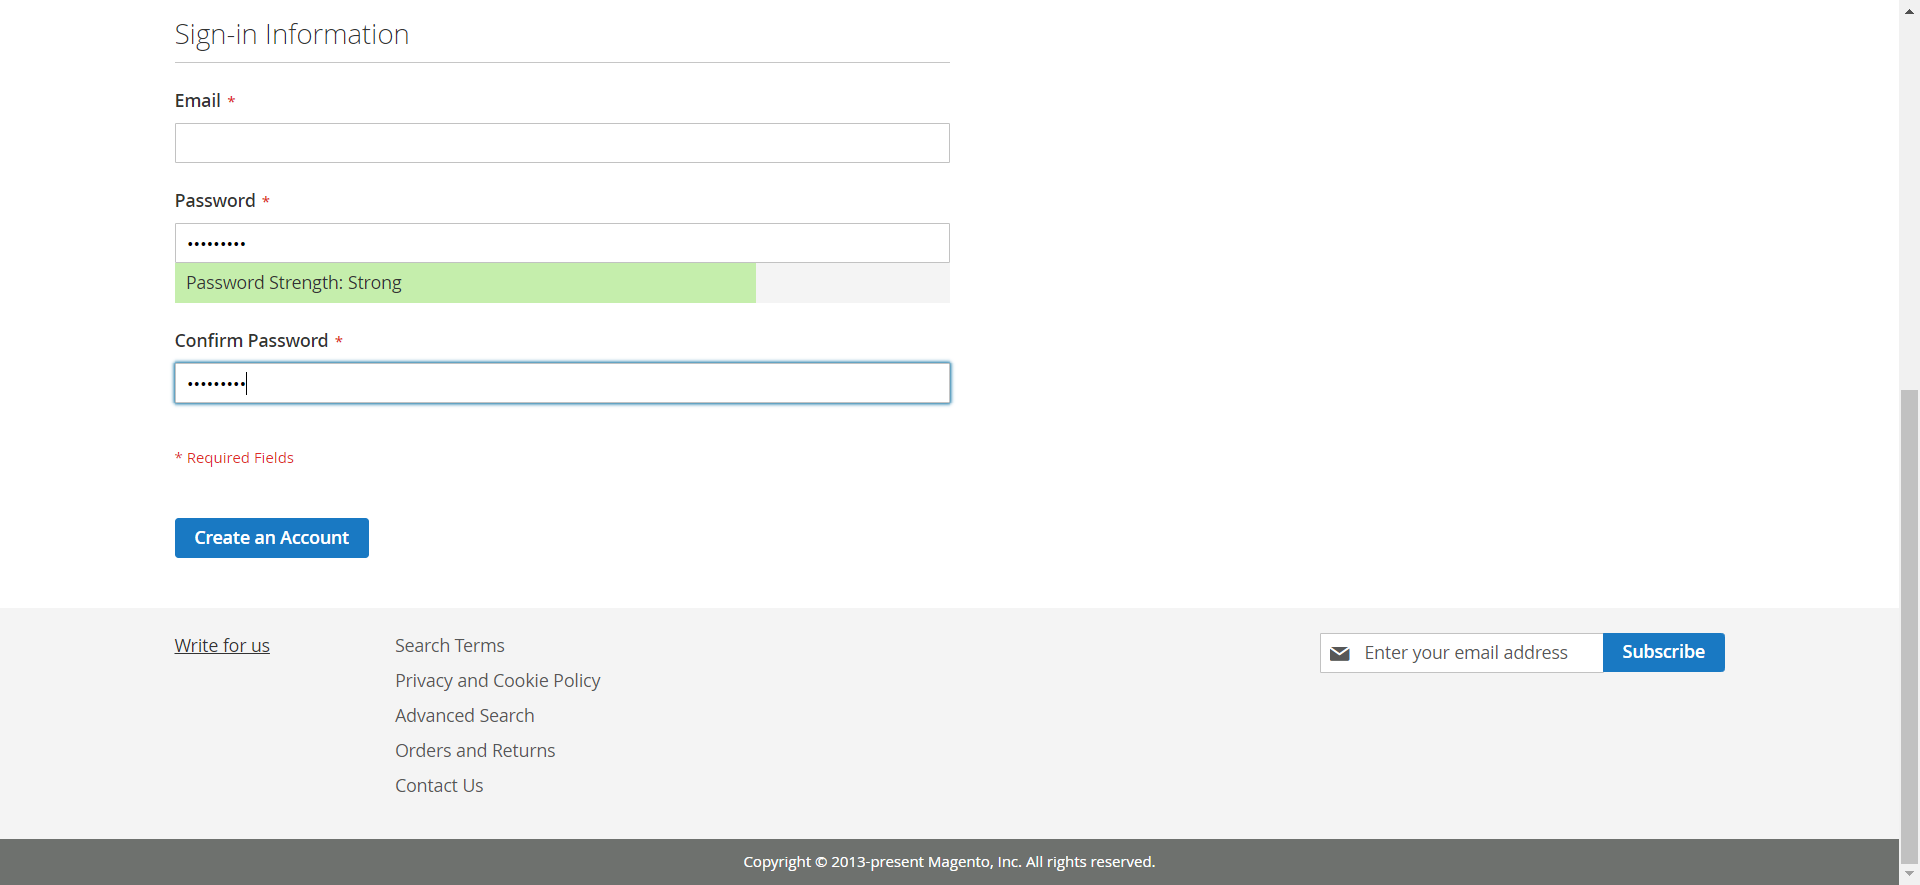 Sign-in Information
Email *
Password *
•••••••••
Password Strength: Strong
Confirm Password *
•••••••••
* Required Fields
Create an Account
Write for us
Search Terms
Privacy and Cookie Policy
Advanced Search
Orders and Returns
Contact Us
Enter your email address
Subscribe
Copyright © 2013-present Magento, Inc. All rights reserved.